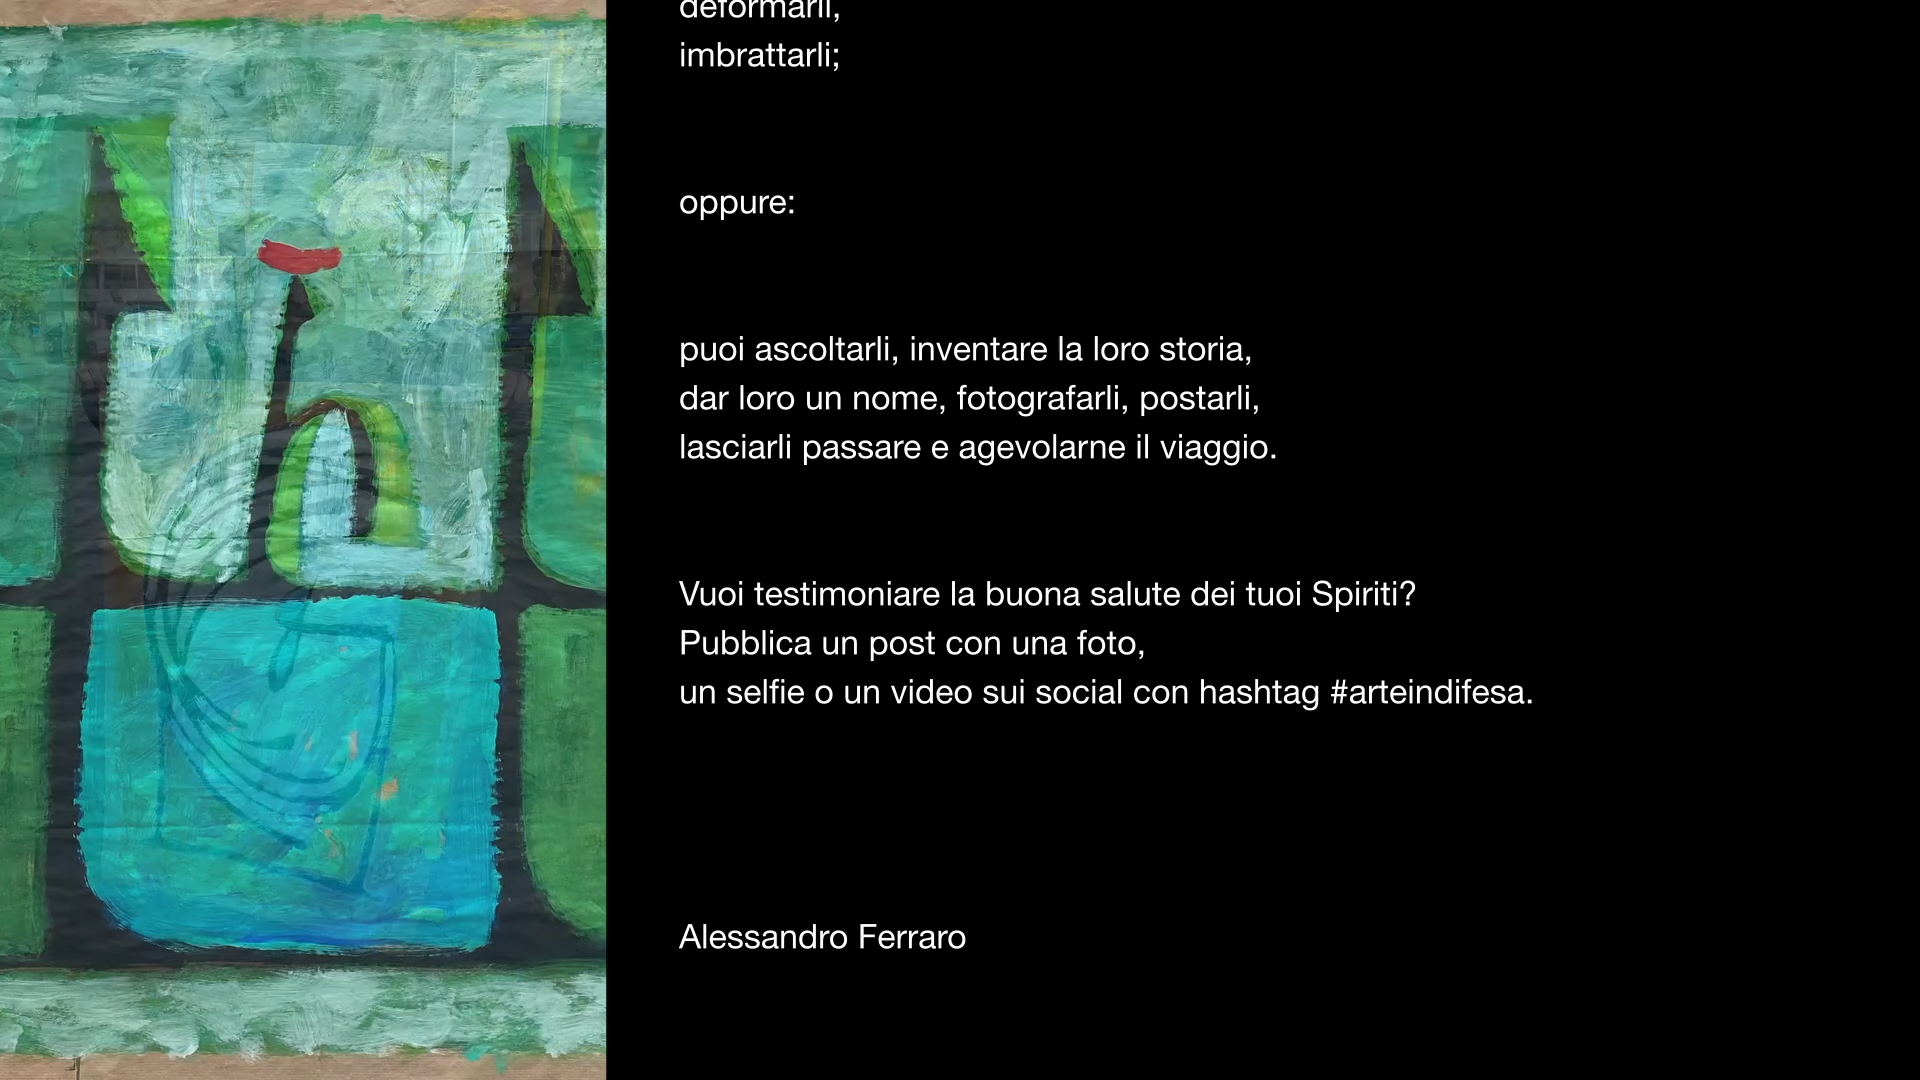 deformarli,
imbrattarli;
oppure:
puoi ascoltarli, inventare la loro storia,
dar loro un nome, fotografarli, postarli,
lasciarli passare e agevolarne il viaggio.
Vuoi testimoniare la buona salute dei tuoi Spiriti?
Pubblica un post con una foto,
un selfie o un video sui social con hashtag #arteindifesa.
Alessandro Ferraro